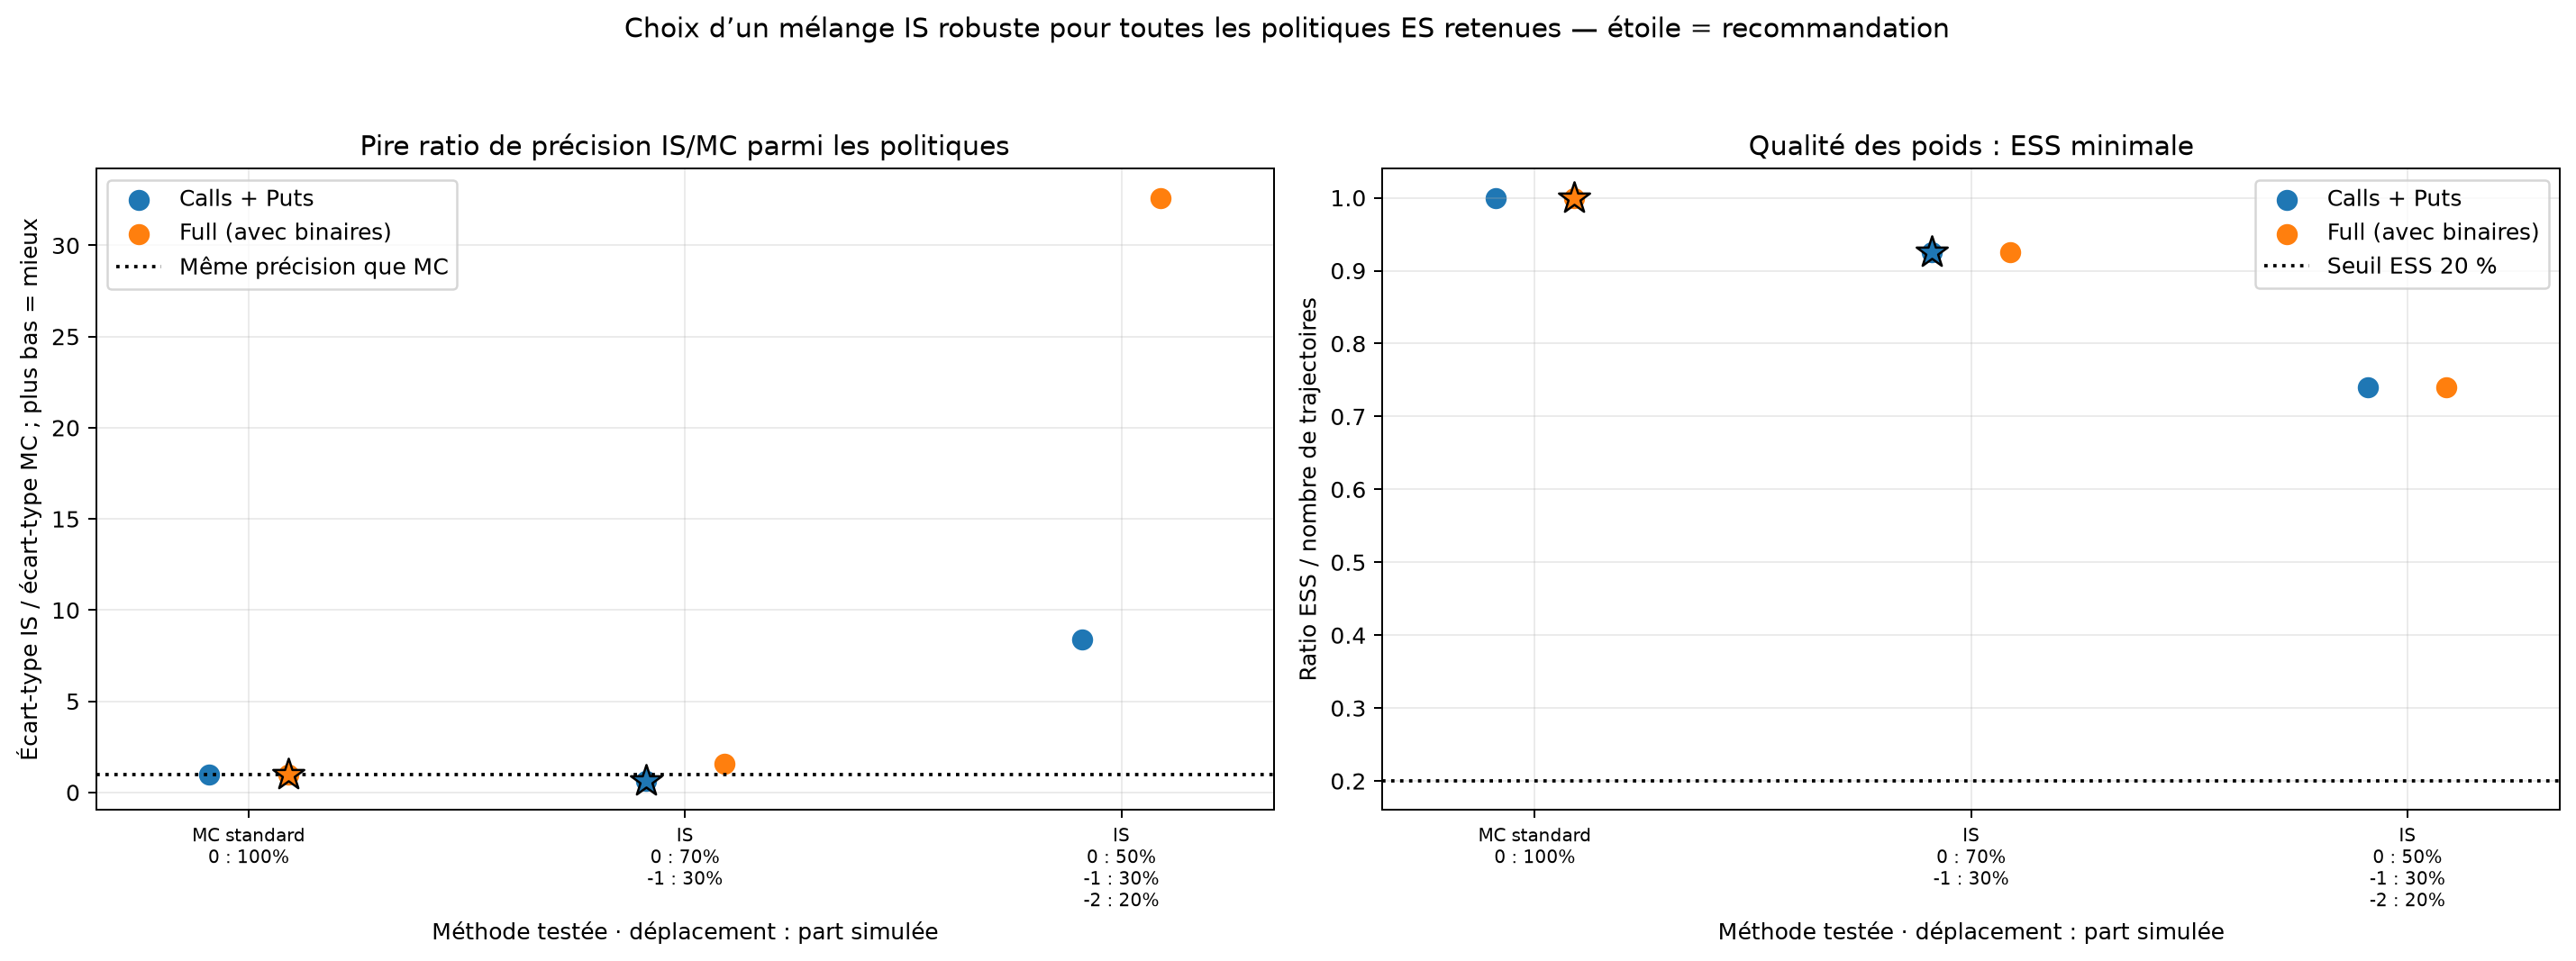 Choix d’un mélange IS robuste pour toutes les politiques ES retenues — étoile = recommandation
Pire ratio de précision IS/MC parmi les politiques
Écart-type IS / écart-type MC ; plus bas = mieux
30
25
20
15
10
5
0
Calls + Puts
Full (avec binaires)
Même précision que MC
MC standard
0 : 100%
IS
0 : 70%
-1 : 30%
IS
0 : 50%
-1 : 30%
-2 : 20%
Méthode testée · déplacement : part simulée
Qualité des poids : ESS minimale
Ratio ESS / nombre de trajectoires
1.0
0.9
0.8
0.7
0.6
0.5
0.4
0.3
0.2
Calls + Puts
Full (avec binaires)
Seuil ESS 20 %
MC standard
0 : 100%
IS
0 : 70%
-1 : 30%
IS
0 : 50%
-1 : 30%
-2 : 20%
Méthode testée · déplacement : part simulée